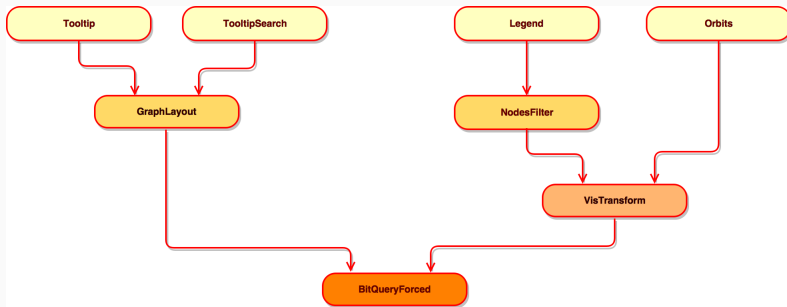 Tooltip
TooltipSearch
Legend
Orbits
GraphLayout
NodesFilter
VisTransform
BitQueryForced